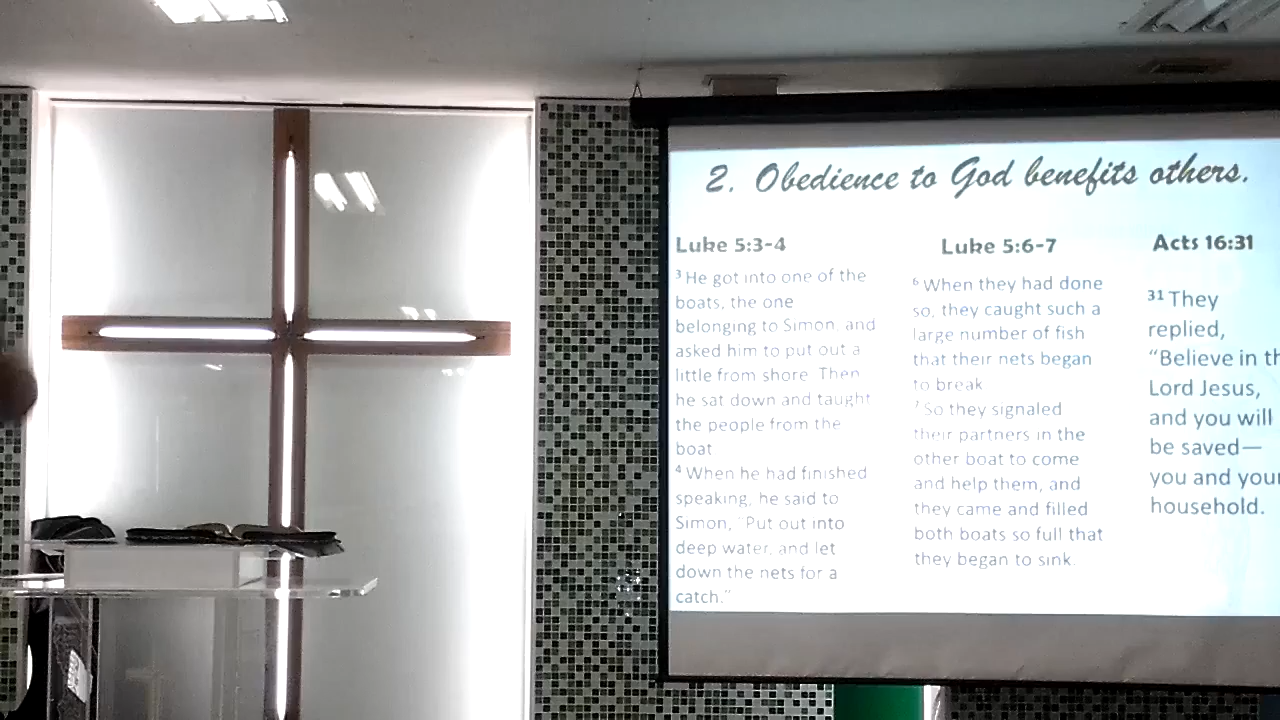 2. Obedience to God benefits others.
Luke 5:3-4
³ He got into one of the
boats, the one
belonging to Simon, and
asked him to put out a
little from shore. Then
he sat down and taught
the people from the
boat
⁴ When he had finished
speaking, he said to
Simon, "Put out into
deep water, and let
down the nets for a
catch."
Luke 5:6-7
⁶ When they had done
so, they caught such a
large number of fish
that their nets began
to break
⁷ So they signaled
their partners in the
other boat to come
and help them, and
they came and filled
both boats so full that
they began to sink.
Acts 16:31
³¹ They
replied,
"Believe in th
Lord Jesus,
and you will
be saved—
you and your
household.